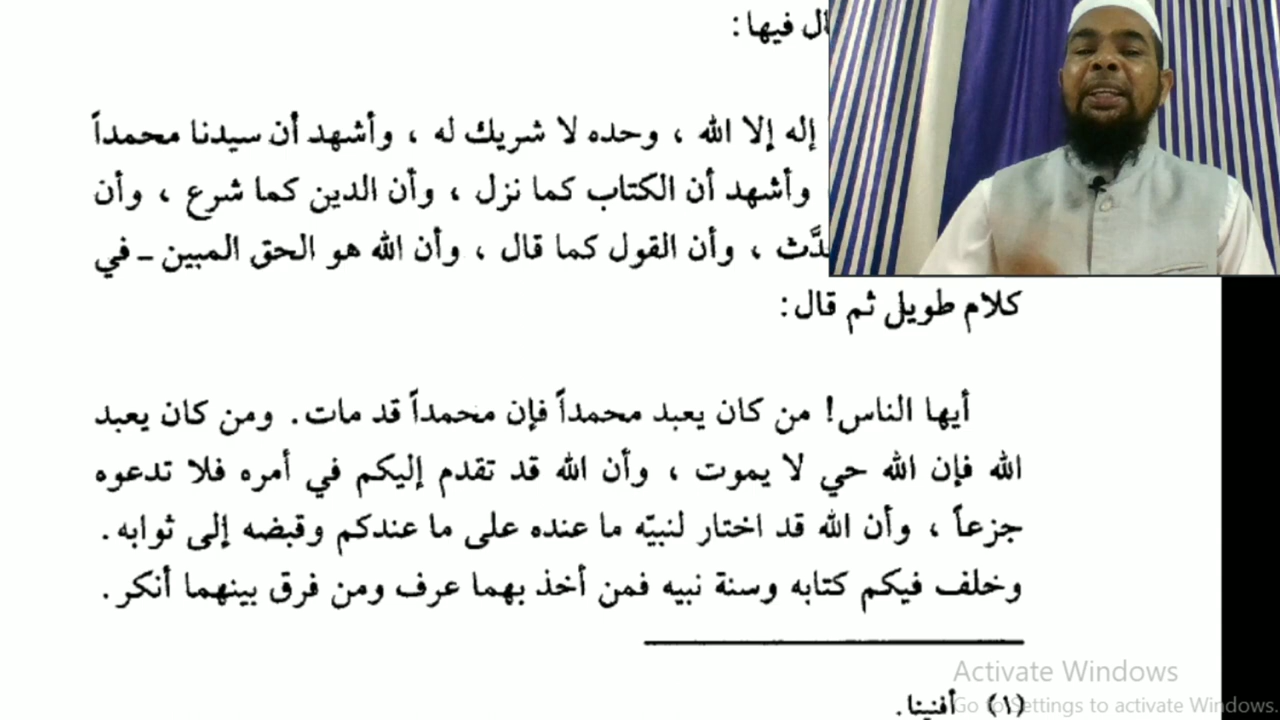 ال فيها:
إله إلا الله ، وحده لا شريك له ، وأشهد أن سيدنا محمداً
وأشهد أن الكتاب كما نزل ، وأن الدين كما شرع ، وأن
دَّث ، وأن القول كما قال ، وأن الله هو الحق المبين - في
كلام طويل ثم قال:
أيها الناس! من كان يعبد محمداً فإن محمداً قد مات. ومن كان يعبد
الله فإن الله حي لا يموت ، وأن الله قد تقدم إليكم في أمره فلا تدعوه
جزعاً ، وأن الله قد اختار لنبيّه ما عنده على ما عندكم وقبضه إلى ثوابه.
وخلف فيكم كتابه وسنة نبيه فمن أخذ بهما عرف ومن فرق بينهما أنكر.
Activate Windows
(١) أفنينا.
Go to Settings to activate Windows.